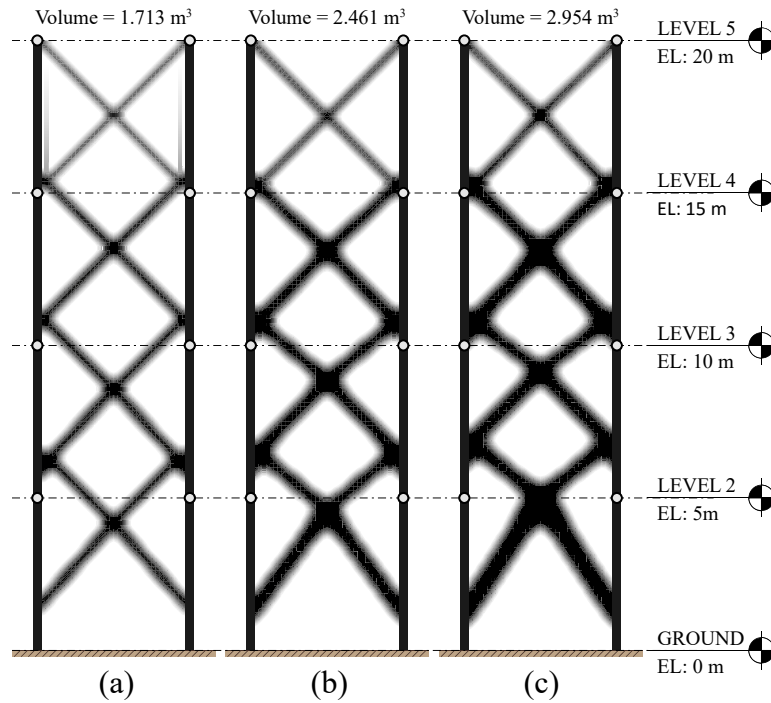 Volume = 1.713 m³
Volume = 2.461 m³
Volume = 2.954 m³
LEVEL 5
EL: 20 m
LEVEL 4
EL: 15 m
LEVEL 3
EL: 10 m
LEVEL 2
EL: 5m
GROUND
EL: 0 m
(a)
(b)
(c)